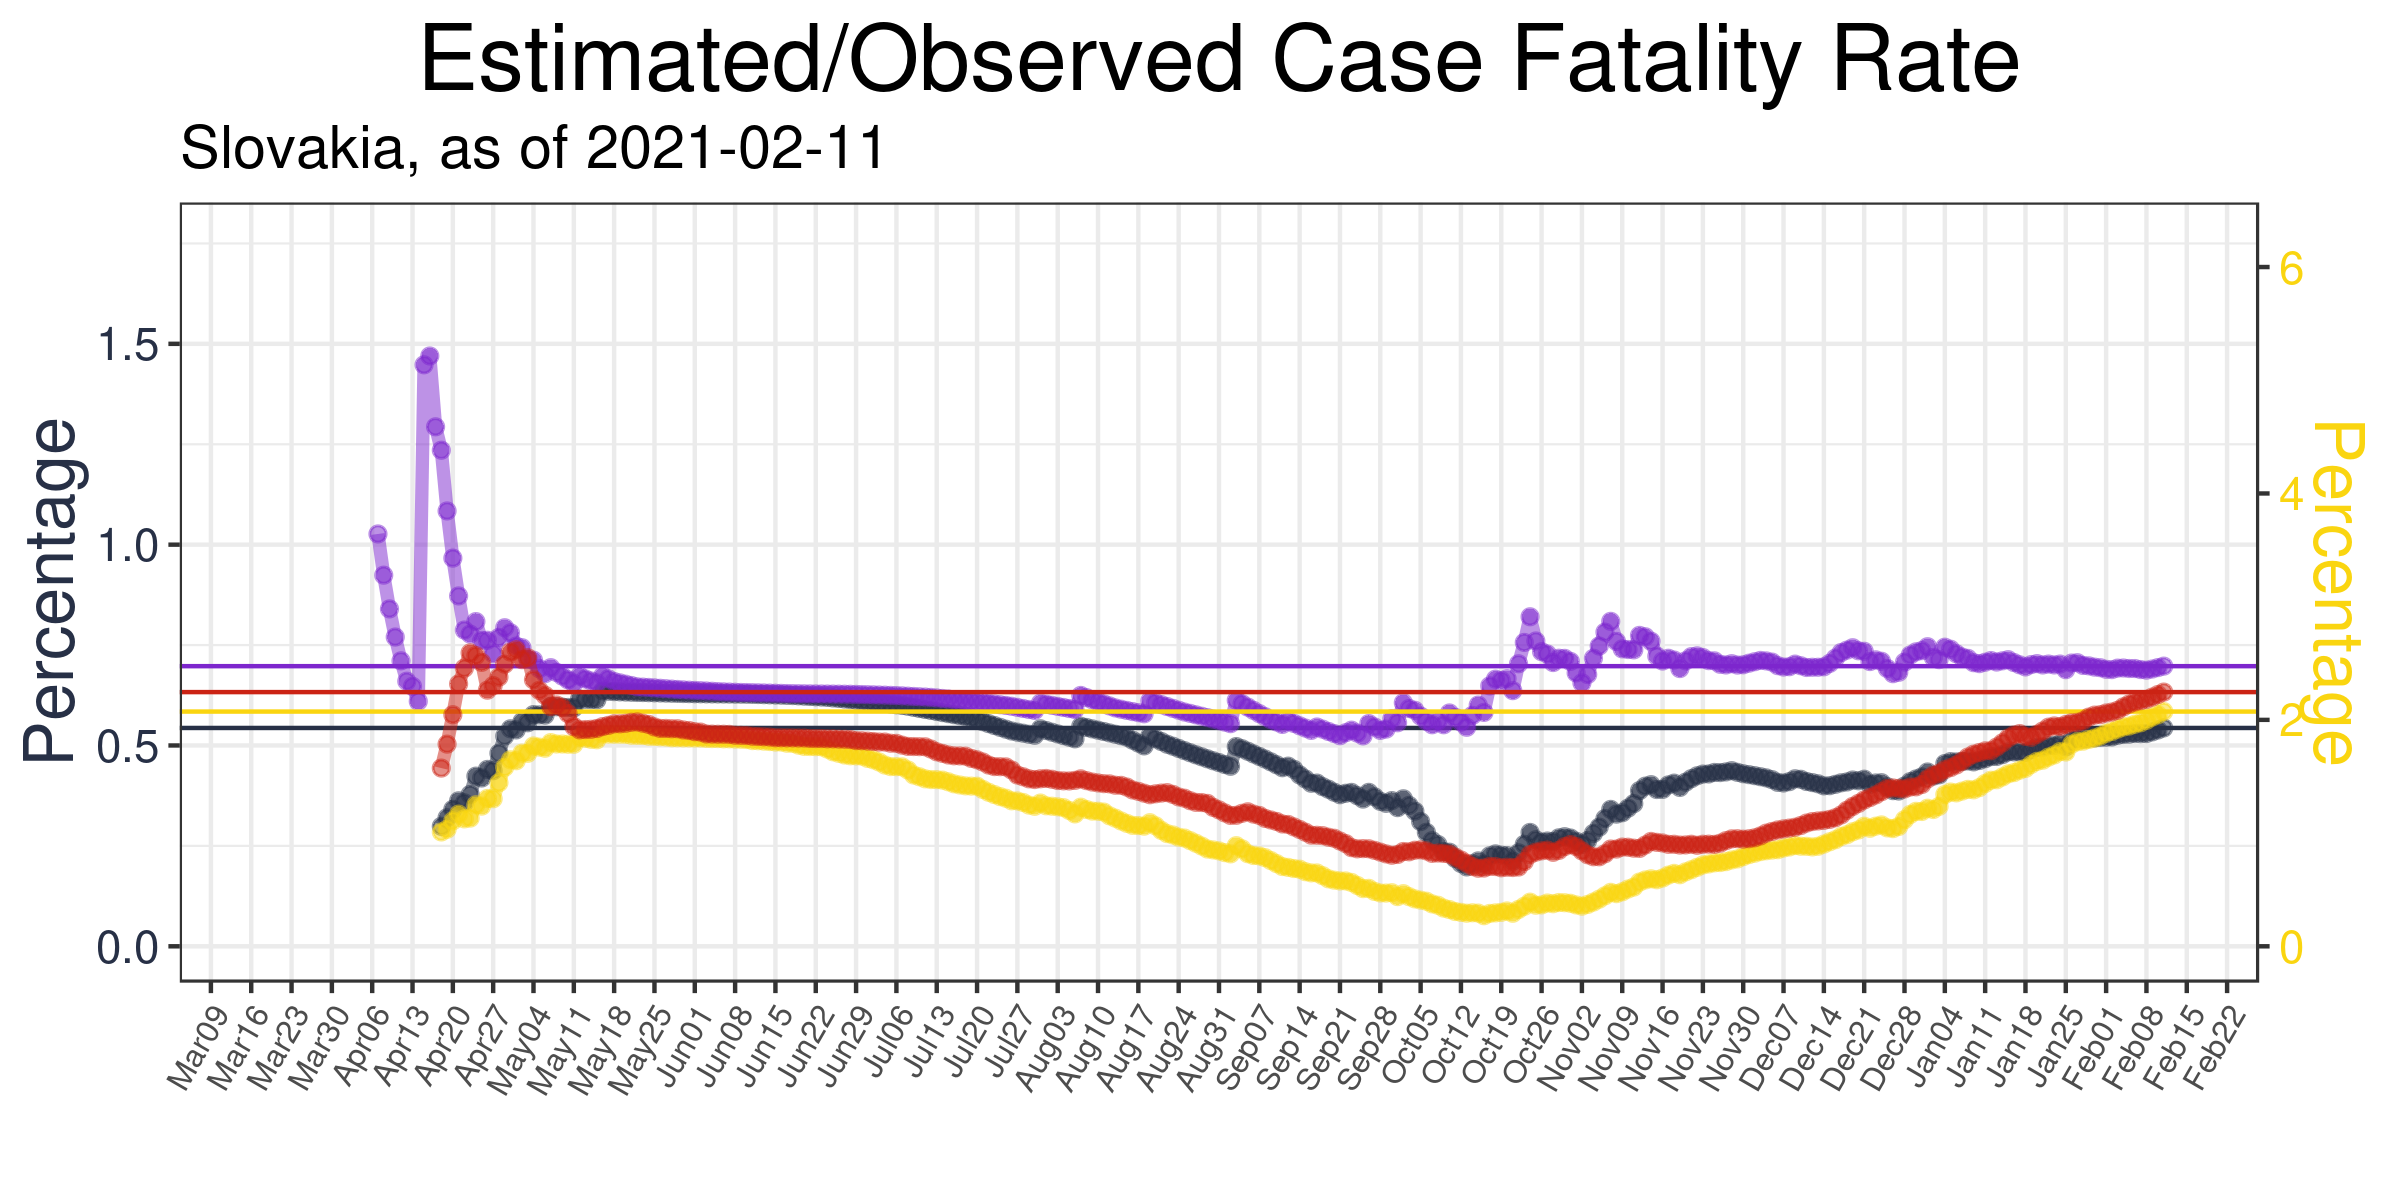 Estimated/Observed Case Fatality Rate
Slovakia, as of 2021-02-11
Percentage
1.5
1.0
0.5
0.0
6
4
2
0
Percentage
Mar09 Mar16 Mar23 Mar30 Apr06 Apr13 Apr20 Apr27 May04 May11 May18 May25 Jun01 Jun08 Jun15 Jun22 Jun29 Jul06 Jul13 Jul20 Jul27 Aug03 Aug10 Aug17 Aug24 Aug31 Sep07 Sep14 Sep21 Sep28 Oct05 Oct12 Oct19 Oct26 Nov02 Nov09 Nov16 Nov23 Nov30 Dec07 Dec14 Dec21 Dec28 Jan04 Jan11 Jan18 Jan25 Feb01 Feb08 Feb15 Feb22